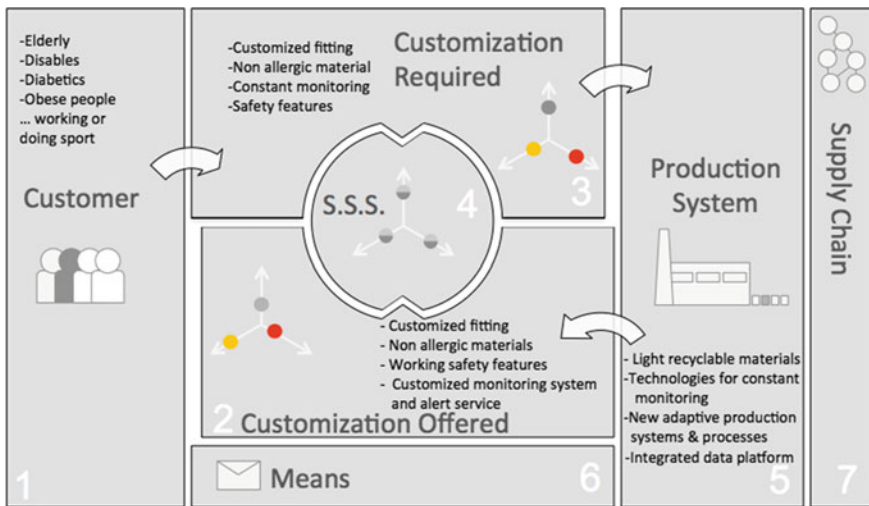 -Elderly
-Disables
-Diabetics
-Obese people
... working or
doing sport
Customer
1
-Customized fitting
-Non allergic material
-Constant monitoring
-Safety features
Customization
Required
3
S.S.S.
4
- Customized fitting
- Non allergic materials
- Working safety features
- Customized monitoring system
and alert service
2
Customization Offered
Means
6
Production
System
- Light recyclable materials
-Technologies for constant
monitoring
-New adaptive production
systems & processes
-Integrated data platform
5
Supply Chain
7